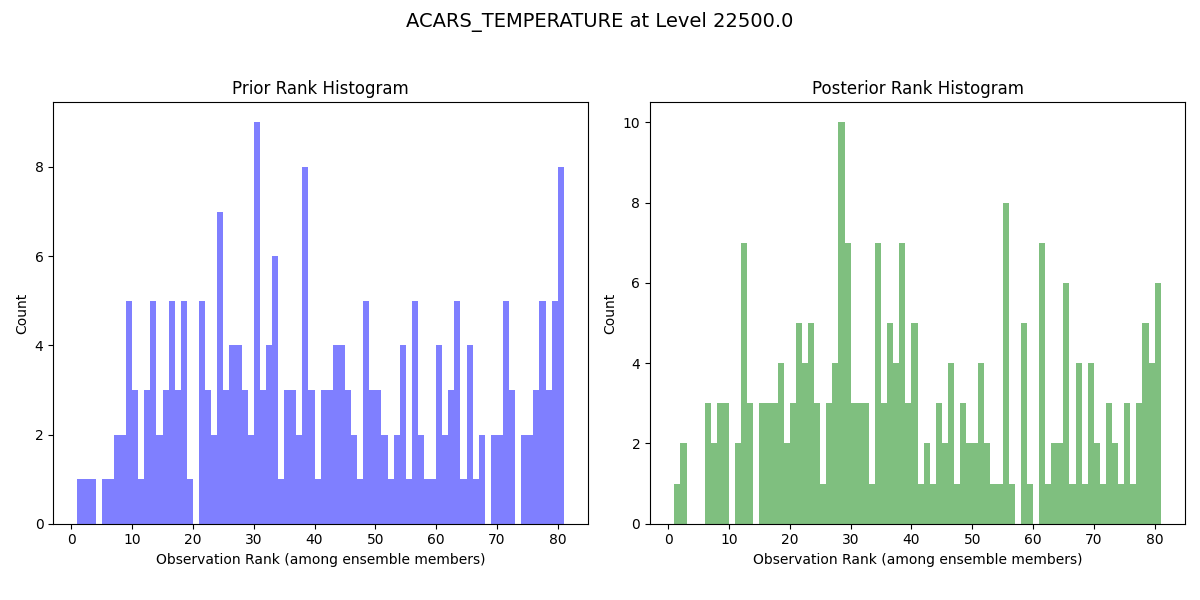 ACARS_TEMPERATURE at Level 22500.0
Prior Rank Histogram
Count
8
6
4
2
0
0 10 20 30 40 50 60 70 80
Observation Rank (among ensemble members)
Posterior Rank Histogram
Count
10
8
6
4
2
0
0 10 20 30 40 50 60 70 80
Observation Rank (among ensemble members)